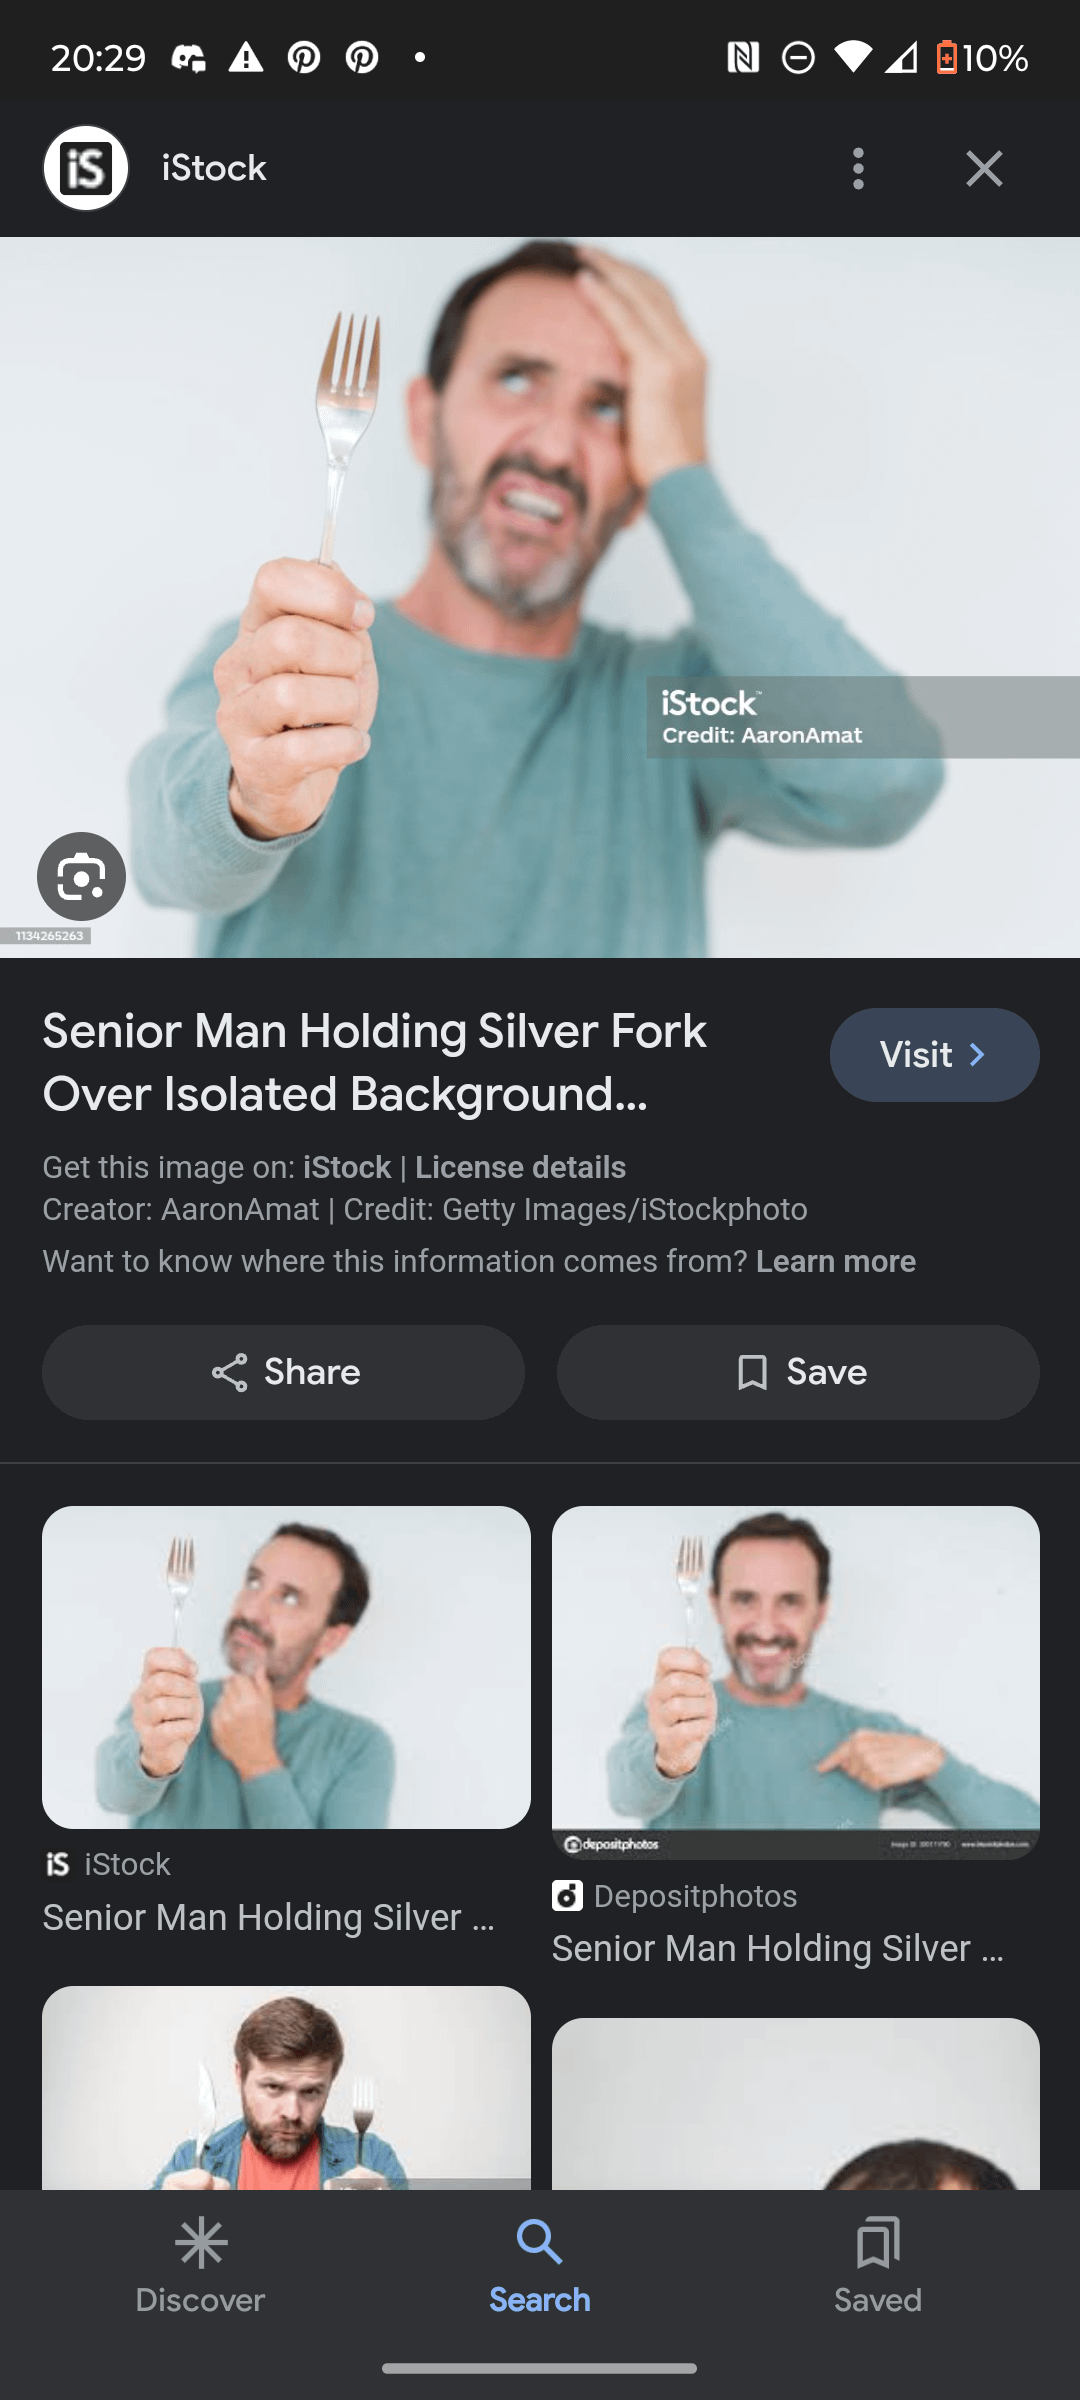 20:29
10%
iS
iStock
iStock™
Credit: AaronAmat
1134265263
Senior Man Holding Silver Fork
Over Isolated Background...
Visit
Get this image on: iStock | License details
Creator: AaronAmat | Credit: Getty Images/iStockphoto
Want to know where this information comes from? Learn more
Share
Save
depositphotos
iS iStock
Senior Man Holding Silver ...
Depositphotos
Senior Man Holding Silver ...
Discover
Search
Saved